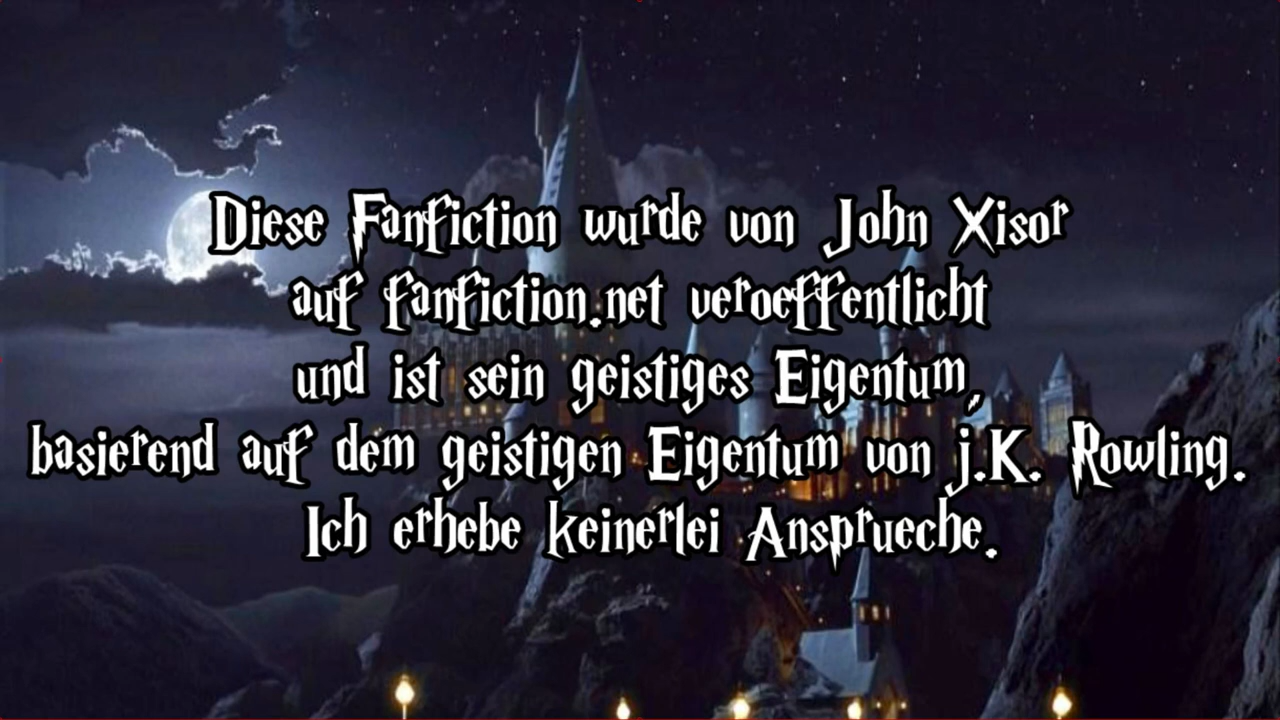 Diese Fanfiction wurde von John Xisor
auf fanfiction.net veroeffentlicht
und ist sein geistiges Eigentum,
basierend auf dem geistigen Eigentum von j.K. Rowling.
Ich erhebe keinerlei Ansprueche.